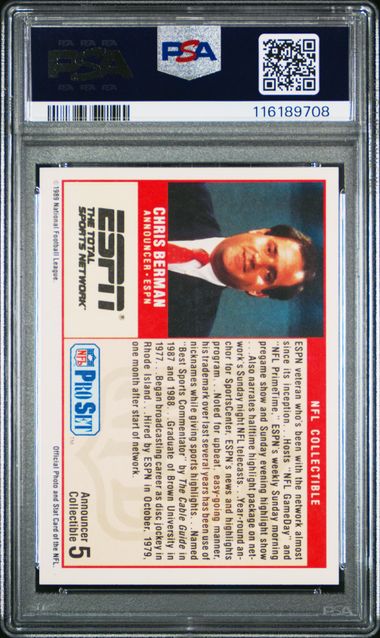 PSA
PSA
116189708
NFL COLLECTIBLE
CHRIS BERMAN
ANNOUNCER • ESPN
ESPN
THE TOTAL
SPORTS NETWORK®
ESPN veteran who's been with the network almost
since its inception . . Hosts "NFL GameDay" and
"NFL PrimeTime," ESPN's weekly Sunday morning
pregame show and Sunday evening highlight show
. . Also narrates halftime highlight package on net-
work's Sunday night NFL telecasts. . .Year-round an-
chor for SportsCenter, ESPN's news and highlights
program . . Noted for upbeat, easy-going manner,
his trademark over last several years has been use of
nicknames while giving sports highlights . . Named
"Best Sports Commentator" by The Cable Guide in
1987 and 1988. . .Graduate of Brown University in
1977. . .Began broadcasting career as disc jockey in
Rhode Island . . Hired by ESPN in October, 1979,
one month after start of network.
NFL
PRO SET™
Announcer
Collectible 5
© 1989 National Football League.
Official Photo and Stat Card of the NFL